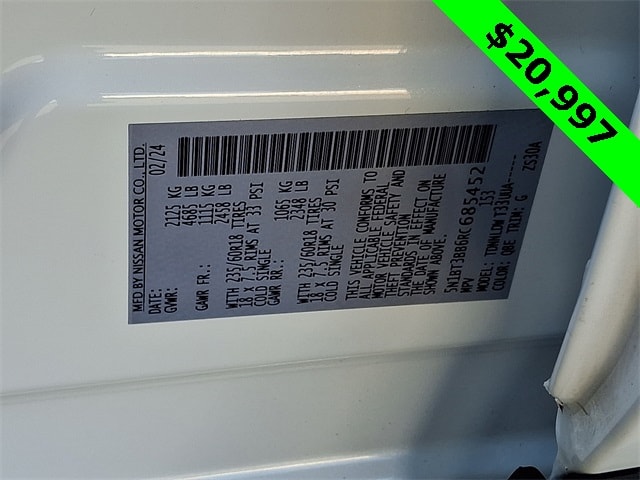 $20,997
MFD BY NISSAN MOTOR CO., LTD.
DATE: 02/24
GVWR: 2125 KG
4685 LB
GAWR FR.: 1115 KG
2458 LB
WITH 235/60R18 TIRES
18 X 7.5 RIMS AT 33 PSI
COLD SINGLE
GAWR RR.: 1065 KG
2348 LB
WITH 235/60R18 TIRES
18 X 7.5 RIMS AT 30 PSI
COLD SINGLE
THIS VEHICLE CONFORMS TO
ALL APPLICABLE FEDERAL
MOTOR VEHICLE SAFETY AND
THEFT PREVENTION
STANDARDS IN EFFECT ON
THE DATE OF MANUFACTURE
SHOWN ABOVE.
5N1BT3BB6RC685452
MPV 153
MODEL: TDNNLDW
COLOR: QBE TRIM: G ZS30A